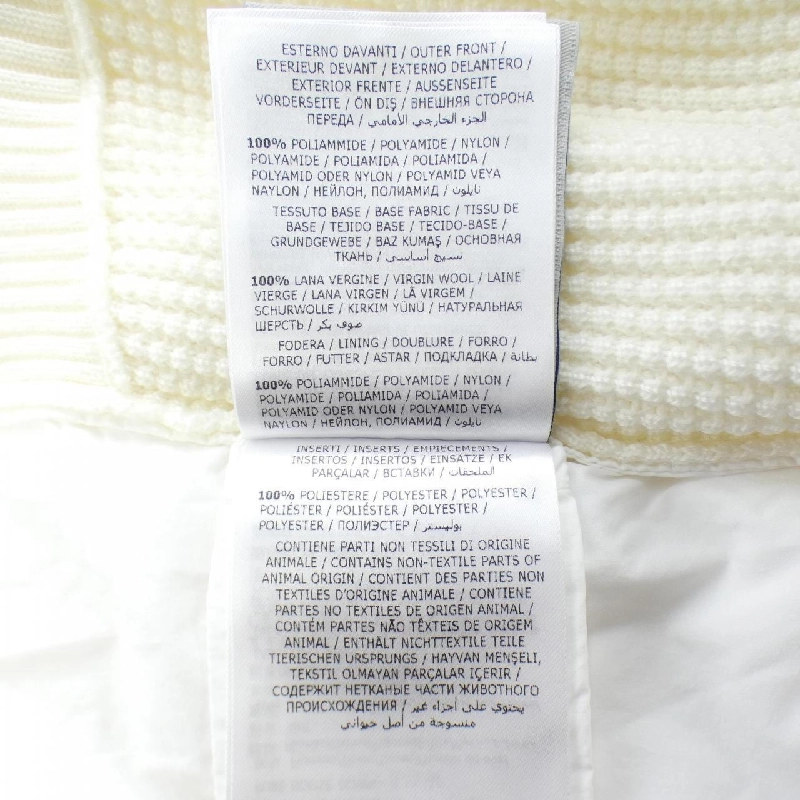 ESTERNO DAVANTI / OUTER FRONT /
EXTERIEUR DEVANT / EXTERNO DELANTERO /
EXTERIOR FRENTE / AUSSENSEITE
VORDERSEITE / ÖN DIŞ / ВНЕШНЯЯ СТОРОНА
ПЕРЕДА / الجزء الخارجي الأمامي
100% POLIAMMIDE / POLYAMIDE / NYLON /
POLYAMIDE / POLIAMIDA / POLIAMIDA /
POLYAMID ODER NYLON / POLYAMID VEYA
NAYLON / НЕЙЛОН, ПОЛИАМИД / نايلون
TESSUTO BASE / BASE FABRIC / TISSU DE
BASE / TEJIDO BASE / TECIDO-BASE /
GRUNDGEWEBE / BAZ KUMAŞ / ОСНОВНАЯ
ТКАНЬ / نسيج أساسي
100% LANA VERGINE / VIRGIN WOOL / LAINE
VIERGE / LANA VIRGEN / LÃ VIRGEM /
SCHURWOLLE / KIRKIM YÜNÜ / НАТУРАЛЬНАЯ
ШЕРСТЬ / صوف بكر
FODERA / LINING / DOUBLURE / FORRO /
FORRO / FUTTER / ASTAR / ПОДКЛАДКА / بطانة
100% POLIAMMIDE / POLYAMIDE / NYLON /
POLYAMIDE / POLIAMIDA / POLIAMIDA /
POLYAMID ODER NYLON / POLYAMID VEYA
NAYLON / НЕЙЛОН, ПОЛИАМИД / نايلون
INSERTI / INSERTS / EMPIECEMENTS /
INSERTOS / INSERTOS / EINSÄTZE / EK
PARÇALAR / ВСТАВКИ / الملحقات
100% POLIESTERE / POLYESTER / POLYESTER /
POLIÉSTER / POLIÉSTER / POLYESTER /
POLYESTER / ПОЛИЭСТЕР / بوليستر
CONTIENE PARTI NON TESSILI DI ORIGINE
ANIMALE / CONTAINS NON-TEXTILE PARTS OF
ANIMAL ORIGIN / CONTIENT DES PARTIES NON
TEXTILES D'ORIGINE ANIMALE / CONTIENE
PARTES NO TEXTILES DE ORIGEN ANIMAL /
CONTÉM PARTES NÃO TÊXTEIS DE ORIGEM
ANIMAL / ENTHÄLT NICHTTEXTILE TEILE
TIERISCHEN URSPRUNGS / HAYVAN MENŞELİ,
TEKSTIL OLMAYAN PARÇALAR IÇERIR /
СОДЕРЖИТ НЕТКАНЫЕ ЧАСТИ ЖИВОТНОГО
ПРОИСХОЖДЕНИЯ / يحتوي على أجزاء غير
منسوجة من أصل حيواني